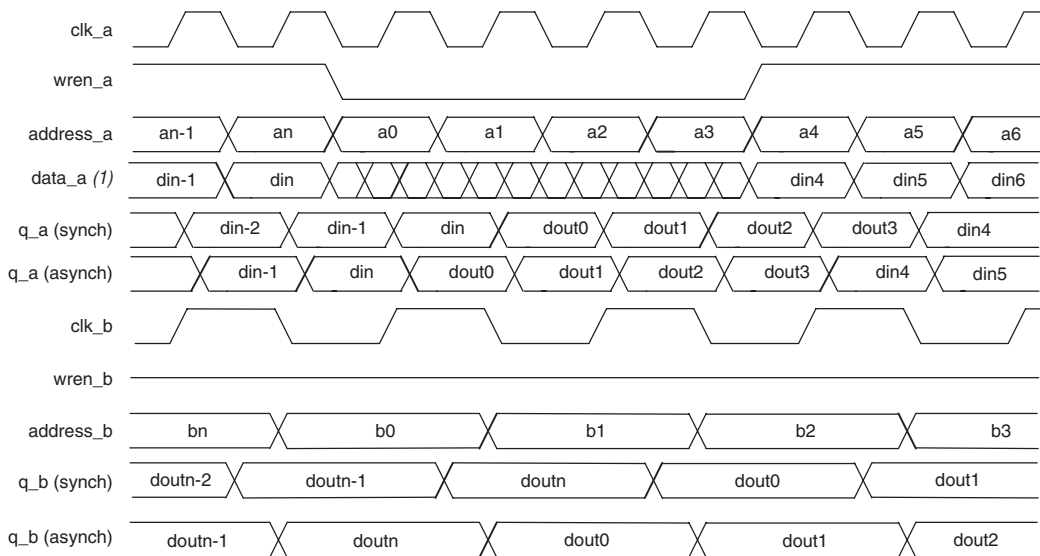 clk_a
wren_a
address_a an-1 an a0 a1 a2 a3 a4 a5 a6
data_a (1) din-1 din din4 din5 din6
q_a (synch) din-2 din-1 din dout0 dout1 dout2 dout3 din4
q_a (asynch) din-1 din dout0 dout1 dout2 dout3 din4 din5
clk_b
wren_b
address_b bn b0 b1 b2 b3
q_b (synch) doutn-2 doutn-1 doutn dout0 dout1
q_b (asynch) doutn-1 doutn dout0 dout1 dout2